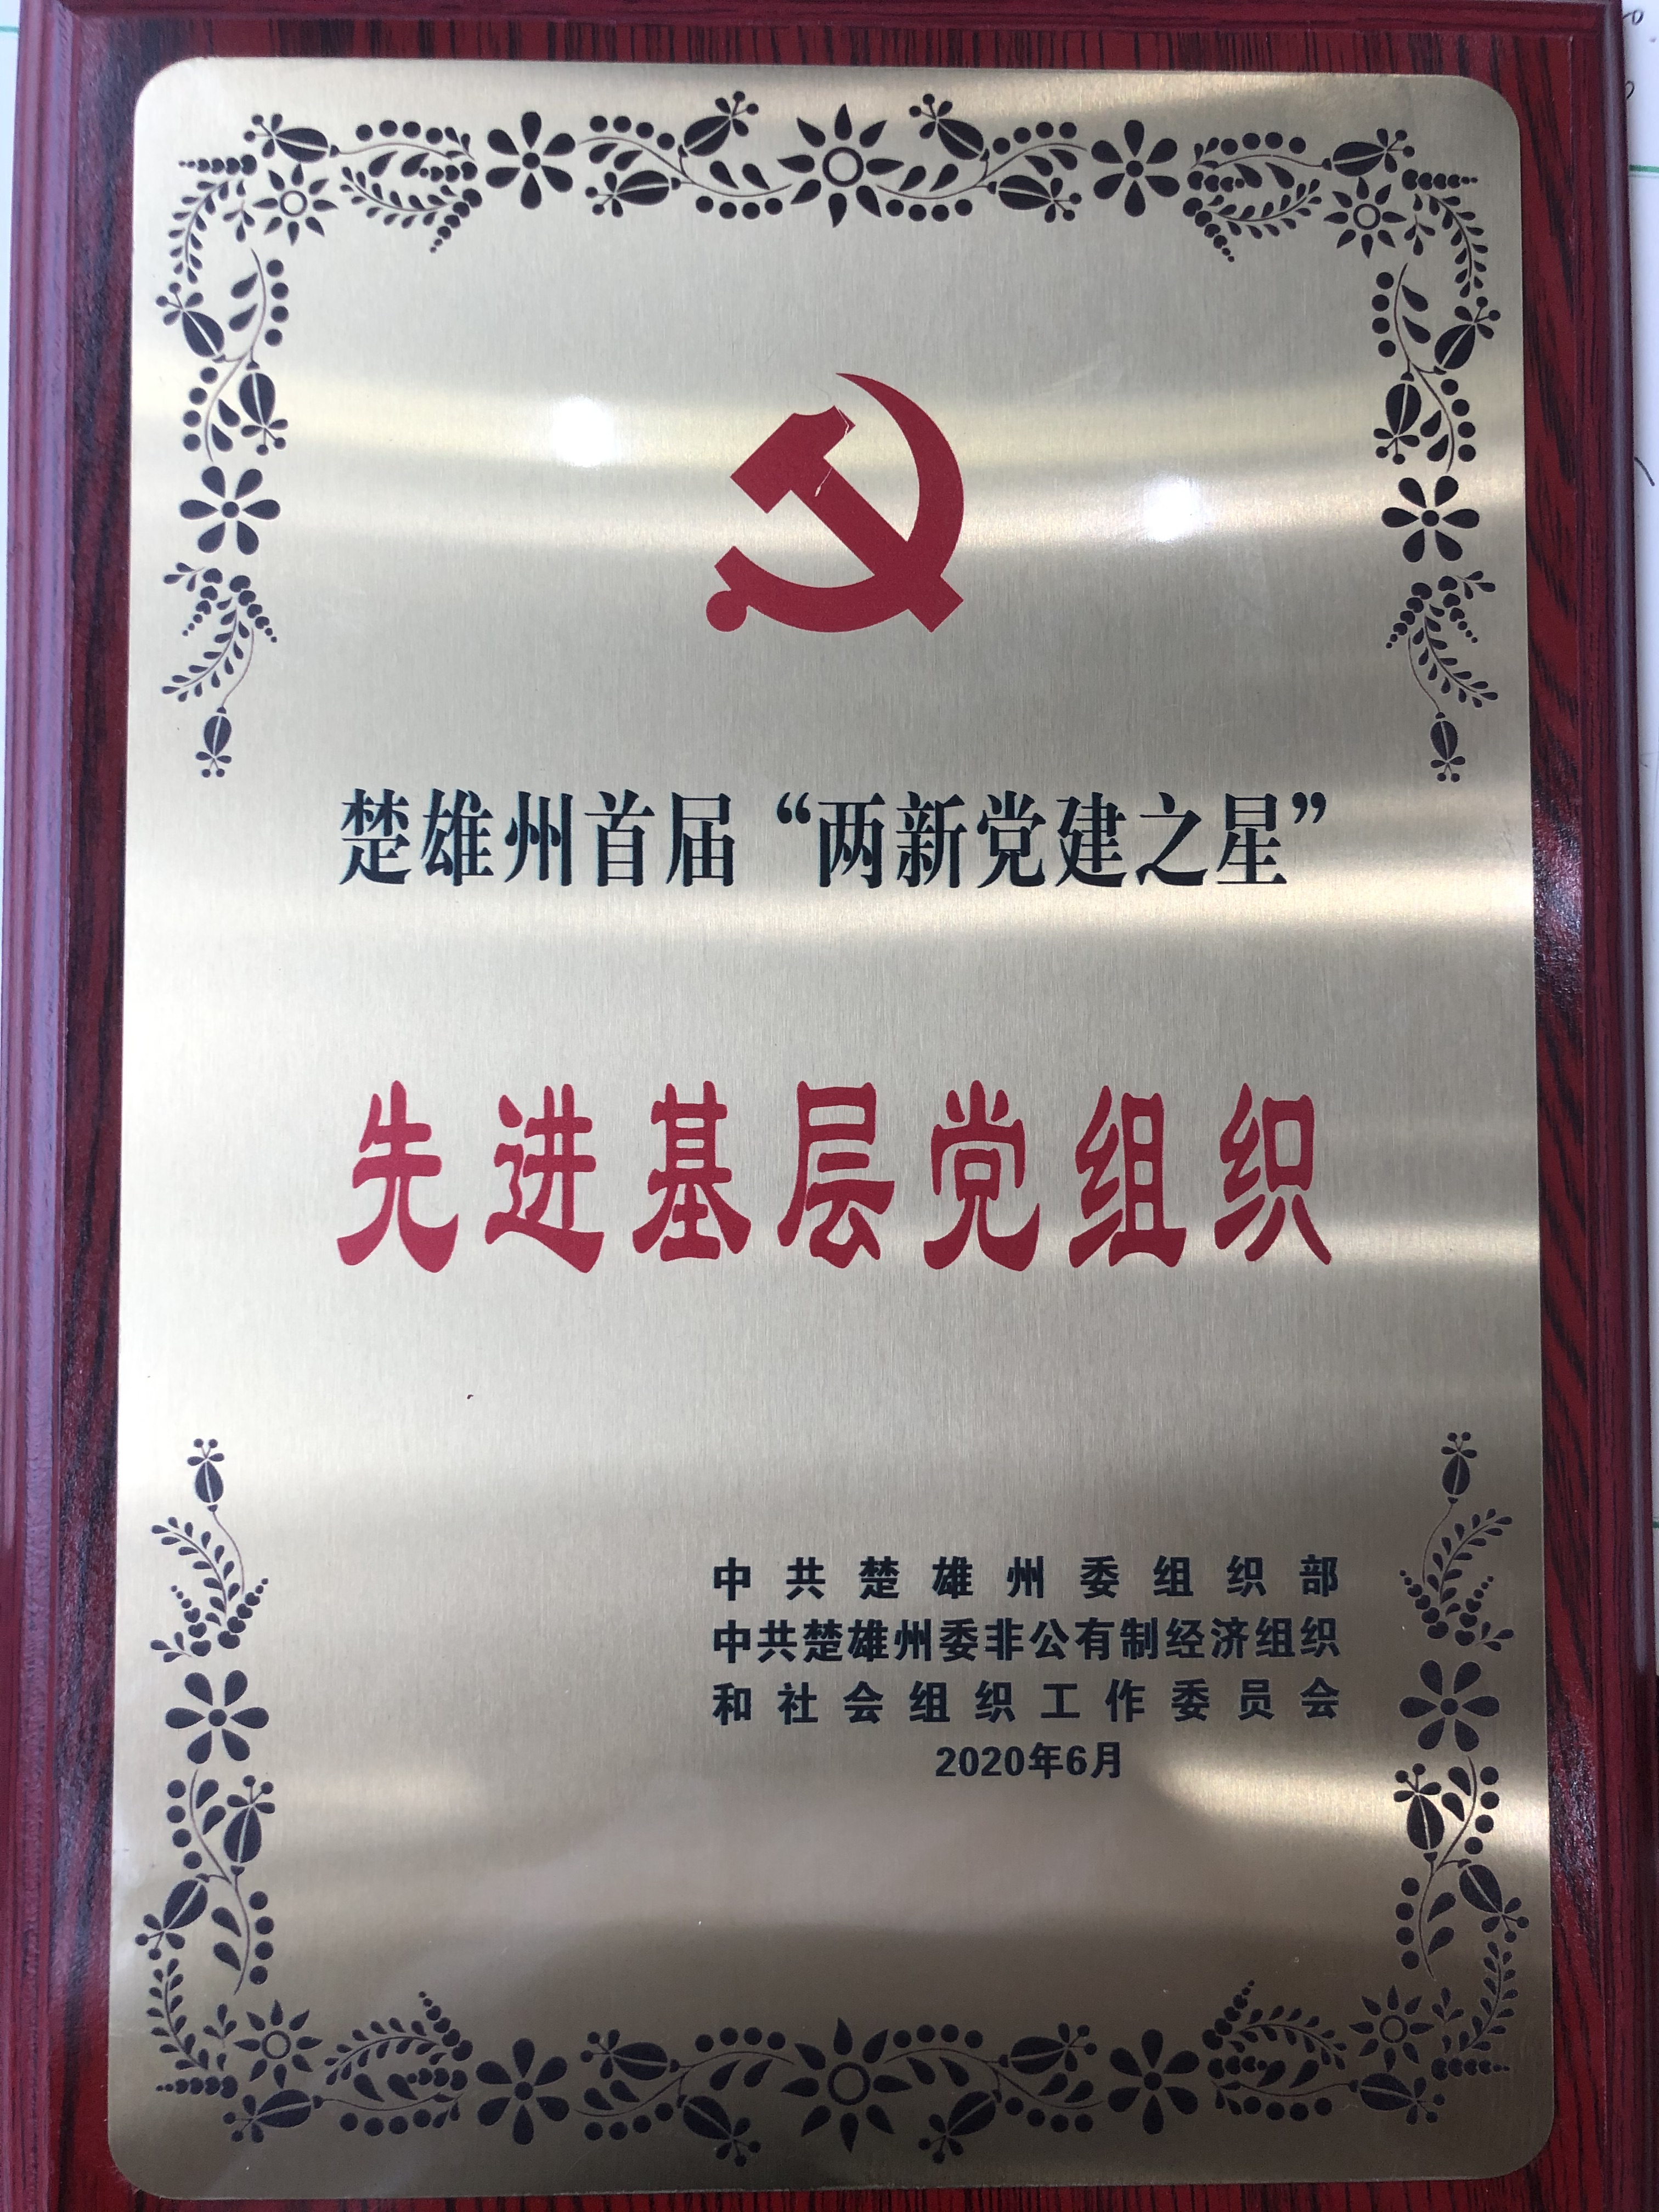 楚雄州首届“两新党建之星”
先进基层党组织
中共楚雄州委组织部
中共楚雄州委非公有制经济组织
和社会组织工作委员会
2020年6月